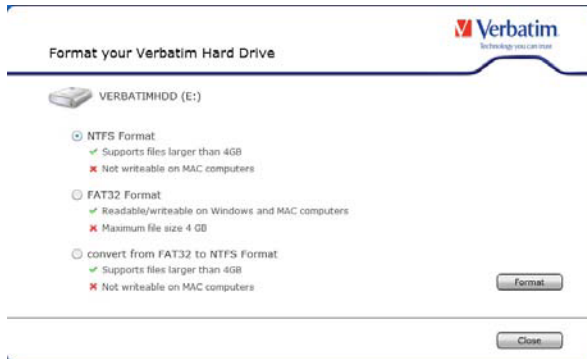 Verbatim.
Technology you can trust
Format your Verbatim Hard Drive
VERBATIMHDD (E:)
NTFS Format
Supports files larger than 4GB
Not writeable on MAC computers
FAT32 Format
Readable/writeable on Windows and MAC computers
Maximum file size 4 GB
convert from FAT32 to NTFS Format
Supports files larger than 4GB
Not writeable on MAC computers
Format
Close